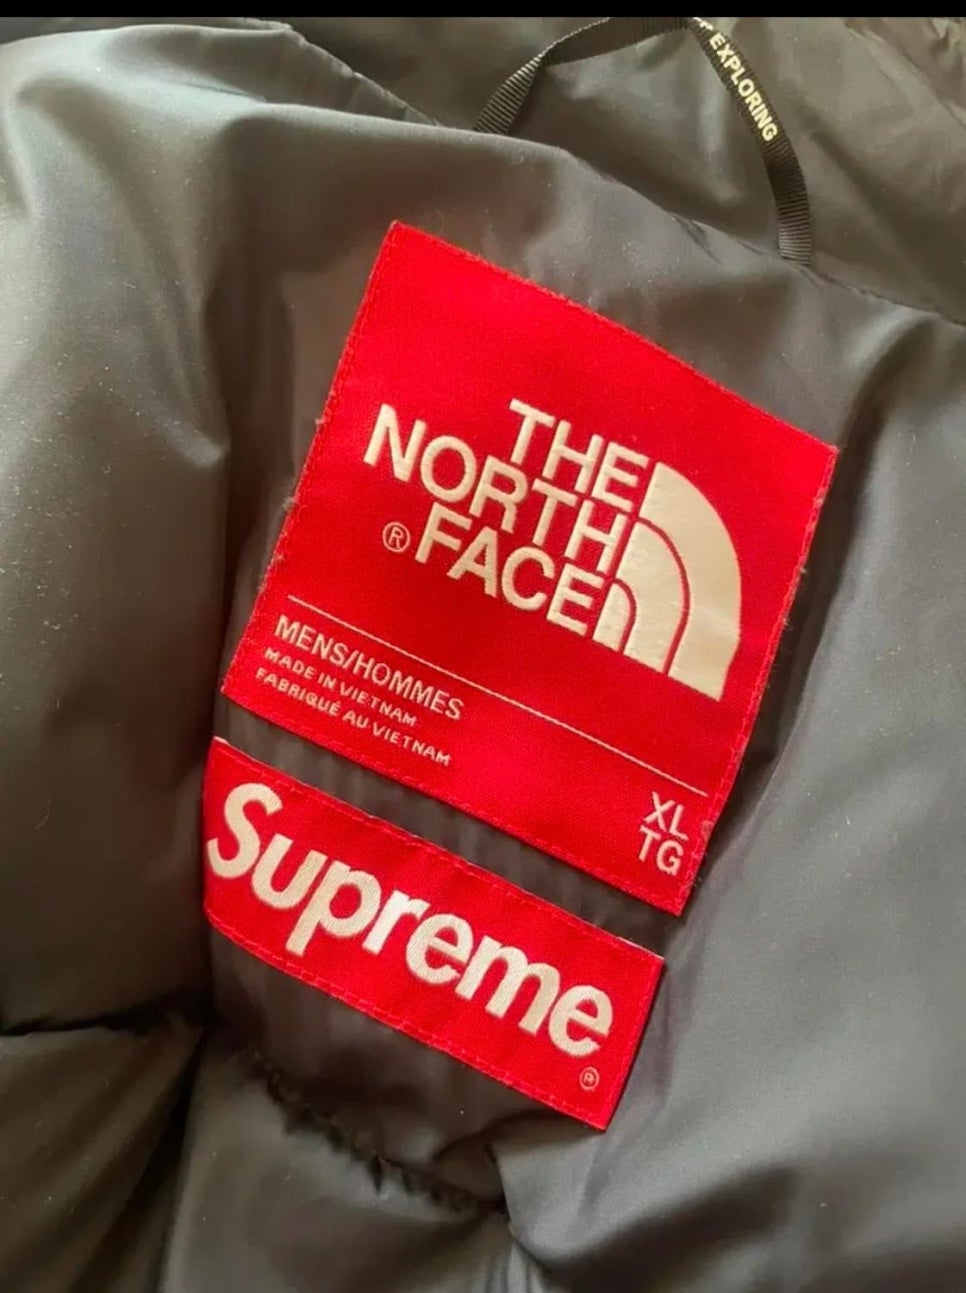 EXPLORING
THE
NORTH
® FACE
MENS/HOMMES
MADE IN VIETNAM
FABRIQUÉ AU VIETNAM
XL
TG
Supreme
®